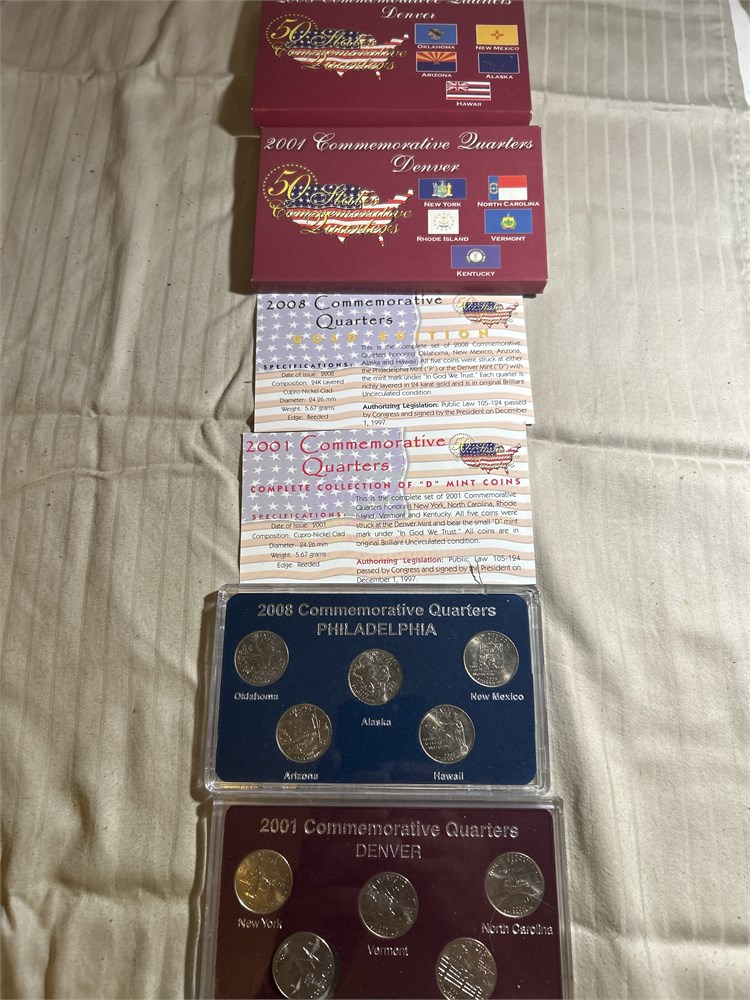 2008 Commemorative Quarters
Denver
50 States
Commemorative
Quarters
OKLAHOMA
NEW MEXICO
ARIZONA
ALASKA
HAWAII
2001 Commemorative Quarters
Denver
50 States
Commemorative
Quarters
NEW YORK
NORTH CAROLINA
RHODE ISLAND
VERMONT
KENTUCKY
2008 Commemorative
Quarters
GOLD EDITION
SPECIFICATIONS:
Date of Issue: 2008
Composition: 24K Layered
Cupro-Nickel Clad
Diameter: 24.26 mm
Weight: 5.67 grams
Edge: Reeded
This is the complete set of 2008 Commemorative
Quarters honoring Oklahoma, New Mexico, Arizona,
Alaska and Hawaii. All five coins were struck at either
the Philadelphia Mint ("P") or the Denver Mint ("D") with
the mint mark under "In God We Trust." Each quarter is
richly layered in 24 karat gold and is in original Brilliant
Uncirculated condition.
Authorizing Legislation: Public Law 105-124 passed
by Congress and signed by the President on December
1, 1997.
2001 Commemorative
Quarters
COMPLETE COLLECTION OF "D" MINT COINS
SPECIFICATIONS:
Date of Issue: 2001
Composition: Cupro-Nickel Clad
Diameter: 24.26 mm
Weight: 5.67 grams
Edge: Reeded
This is the complete set of 2001 Commemorative
Quarters honoring New York, North Carolina, Rhode
Island, Vermont and Kentucky. All five coins were
struck at the Denver Mint and bear the small "D" mint
mark under "In God We Trust." All coins are in
original Brilliant Uncirculated condition.
Authorizing Legislation: Public Law 105-124
passed by Congress and signed by the President on
December 1, 1997.
2008 Commemorative Quarters
PHILADELPHIA
Oklahoma
Alaska
New Mexico
Arizona
Hawaii
2001 Commemorative Quarters
DENVER
New York
Vermont
North Carolina